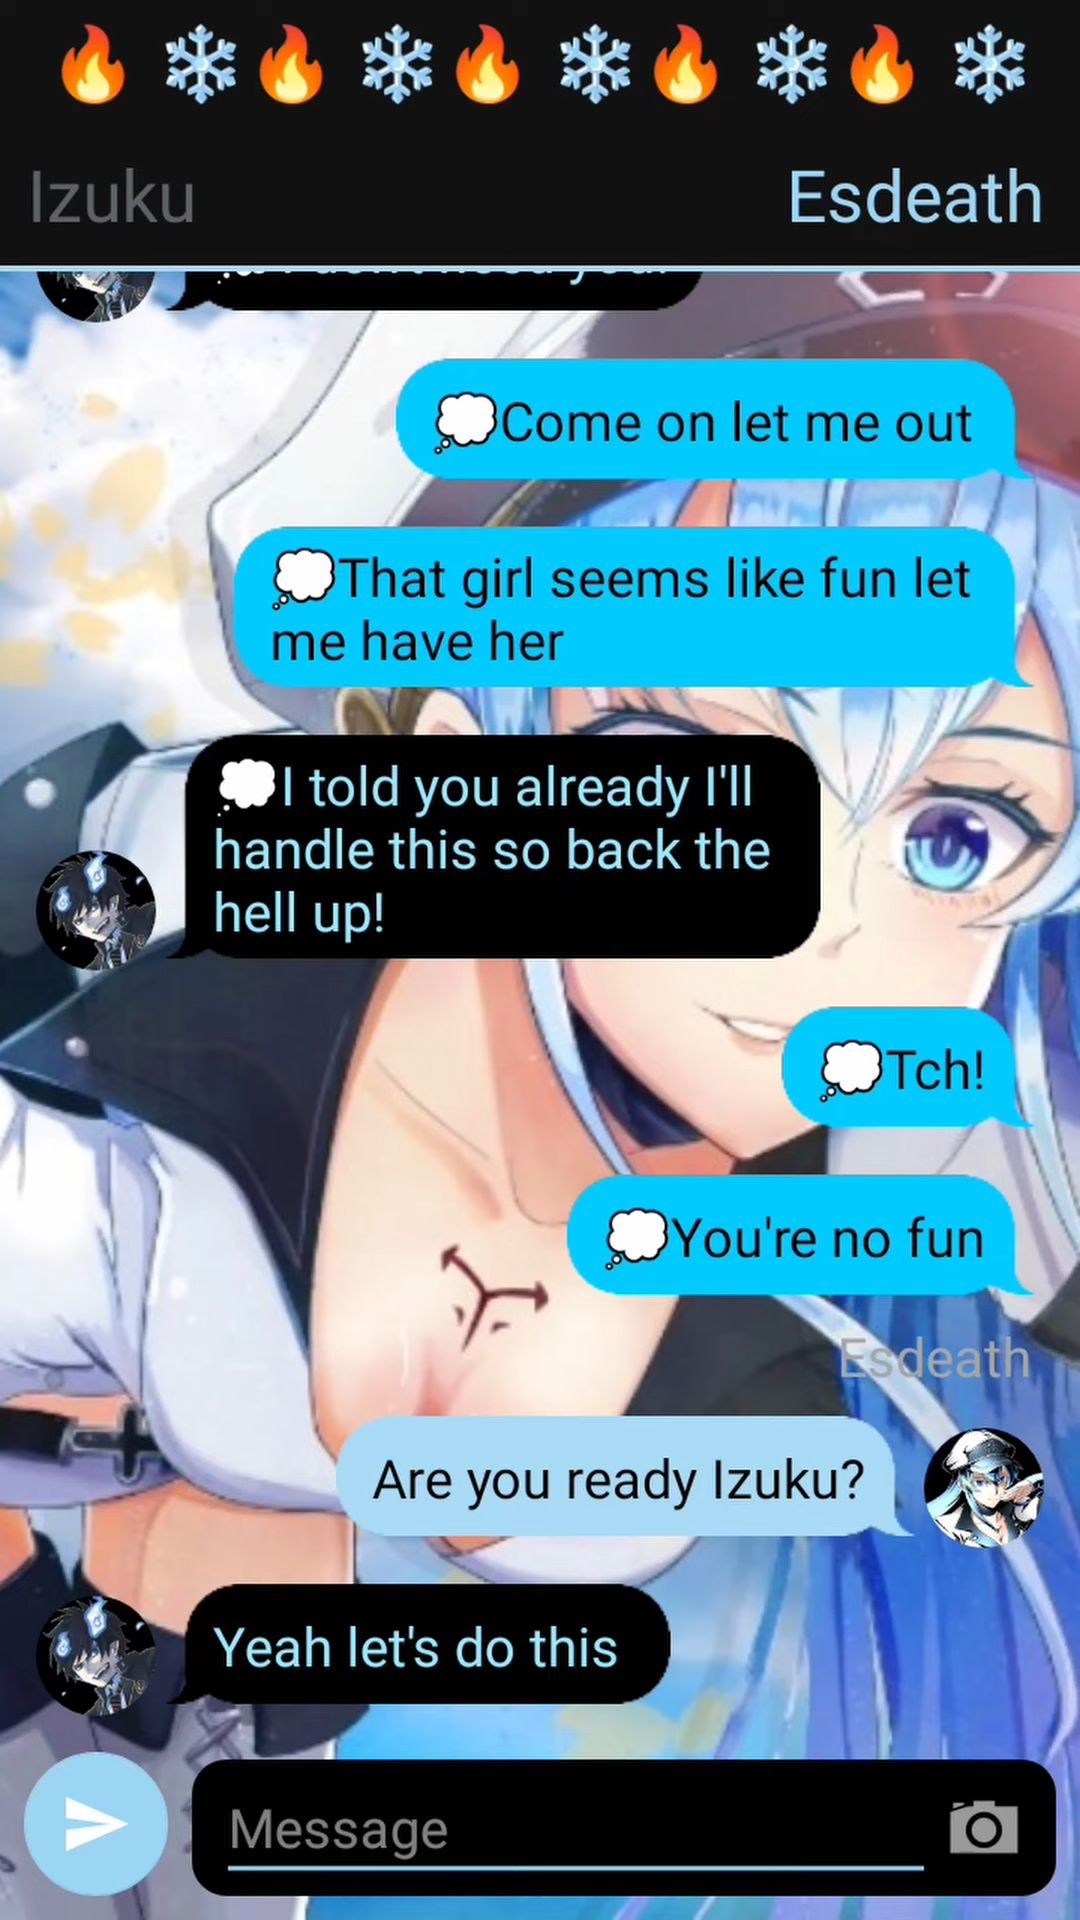 🔥 ❄️🔥 ❄️🔥 ❄️🔥 ❄️🔥 ❄️
Izuku
Esdeath
💭Come on let me out
💭That girl seems like fun let
me have her
💭I told you already I'll
handle this so back the
hell up!
💭Tch!
💭You're no fun
Esdeath
Are you ready Izuku?
Yeah let's do this
Message